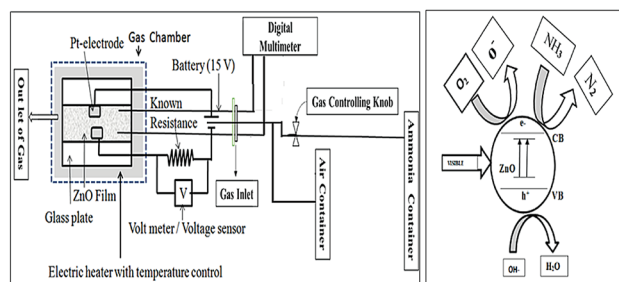 Gas Chamber
Pt-electrode
Battery (15 V)
Digital
Multimeter
Out let of Gas
Known
Resistance
Gas Controlling Knob
ZnO Film
Glass plate
V
Gas Inlet
Volt meter / Voltage sensor
Electric heater with temperature control
Air Container
Ammonia Container
O₂
O⁻
NH₃
N₂
e-
CB
VISIBLE
ZnO
h⁺
VB
OH-
H₂O